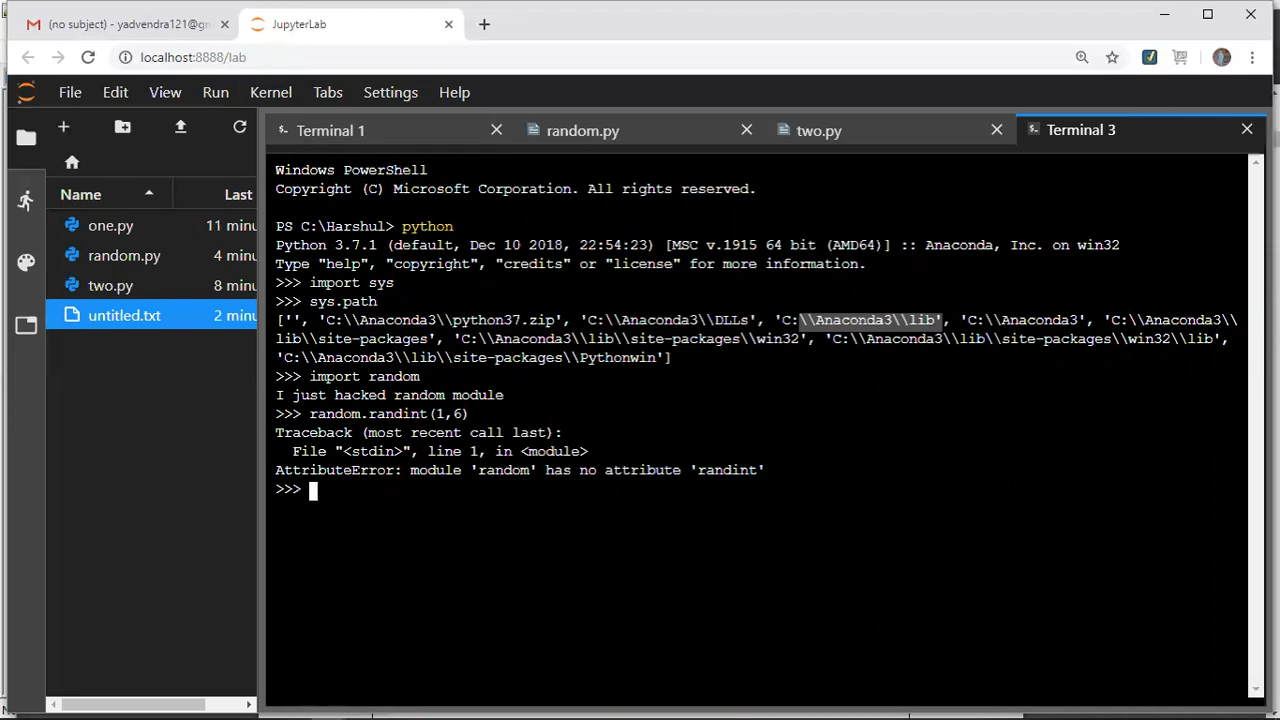 (no subject) - yadvendra121@gn
JupyterLab
localhost:8888/lab
File Edit View Run Kernel Tabs Settings Help
Terminal 1
random.py
two.py
Terminal 3
Name
Last
one.py 11 minu
random.py 4 minu
two.py 8 minu
untitled.txt 2 minu
Windows PowerShell
Copyright (C) Microsoft Corporation. All rights reserved.
PS C:\Harshul> python
Python 3.7.1 (default, Dec 10 2018, 22:54:23) [MSC v.1915 64 bit (AMD64)] :: Anaconda, Inc. on win32
Type "help", "copyright", "credits" or "license" for more information.
>>> import sys
>>> sys.path
['', 'C:\\Anaconda3\\python37.zip', 'C:\\Anaconda3\\DLLs', 'C:\\Anaconda3\\lib', 'C:\\Anaconda3', 'C:\\Anaconda3\\
lib\\site-packages', 'C:\\Anaconda3\\lib\\site-packages\\win32', 'C:\\Anaconda3\\lib\\site-packages\\win32\\lib',
'C:\\Anaconda3\\lib\\site-packages\\Pythonwin']
>>> import random
I just hacked random module
>>> random.randint(1,6)
Traceback (most recent call last):
  File "<stdin>", line 1, in <module>
AttributeError: module 'random' has no attribute 'randint'
>>>